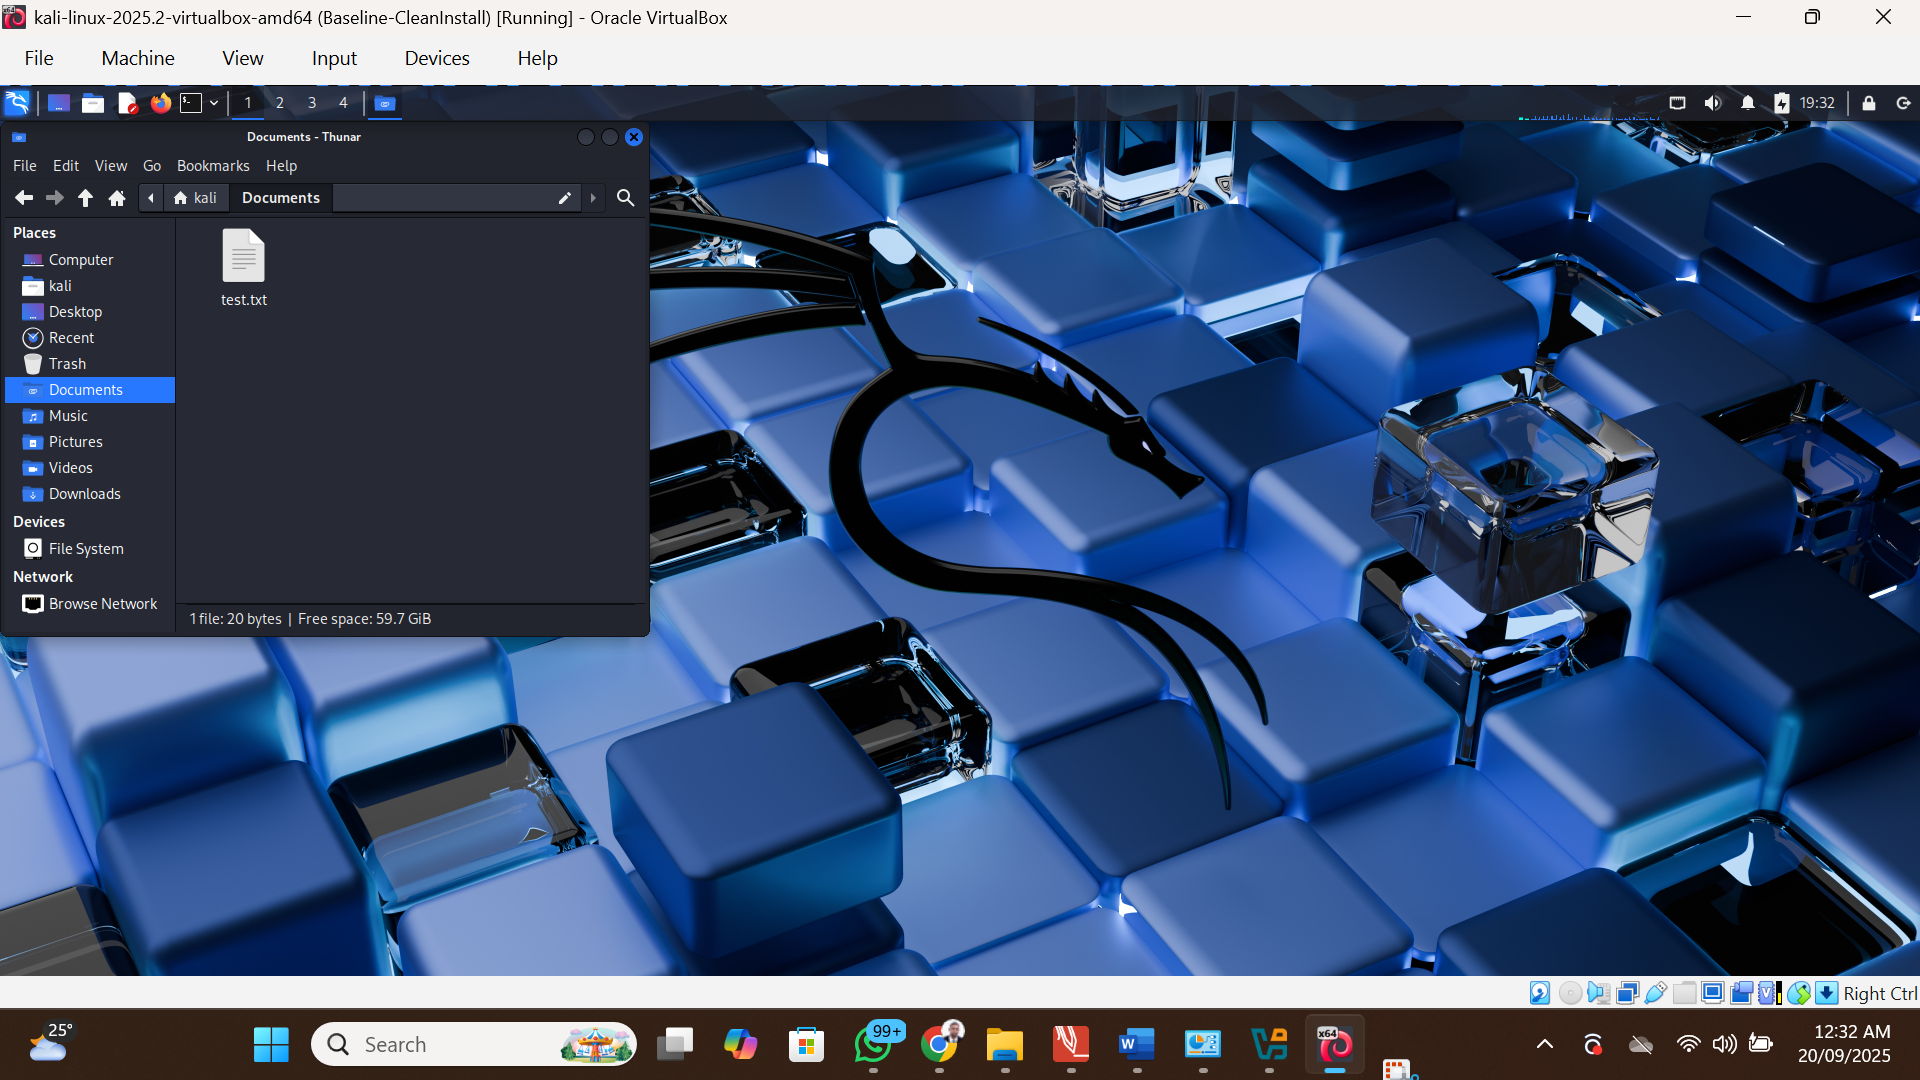 kali-linux-2025.2-virtualbox-amd64 (Baseline-CleanInstall) [Running] - Oracle VirtualBox
File Machine View Input Devices Help
1 2 3 4 19:32
Documents - Thunar
File Edit View Go Bookmarks Help
kali Documents
Places
Computer
kali
Desktop
Recent
Trash
Documents
Music
Pictures
Videos
Downloads
Devices
File System
Network
Browse Network
test.txt
1 file: 20 bytes | Free space: 59.7 GiB
Right Ctrl
25°
Search
99+
W
x64
12:32 AM
20/09/2025